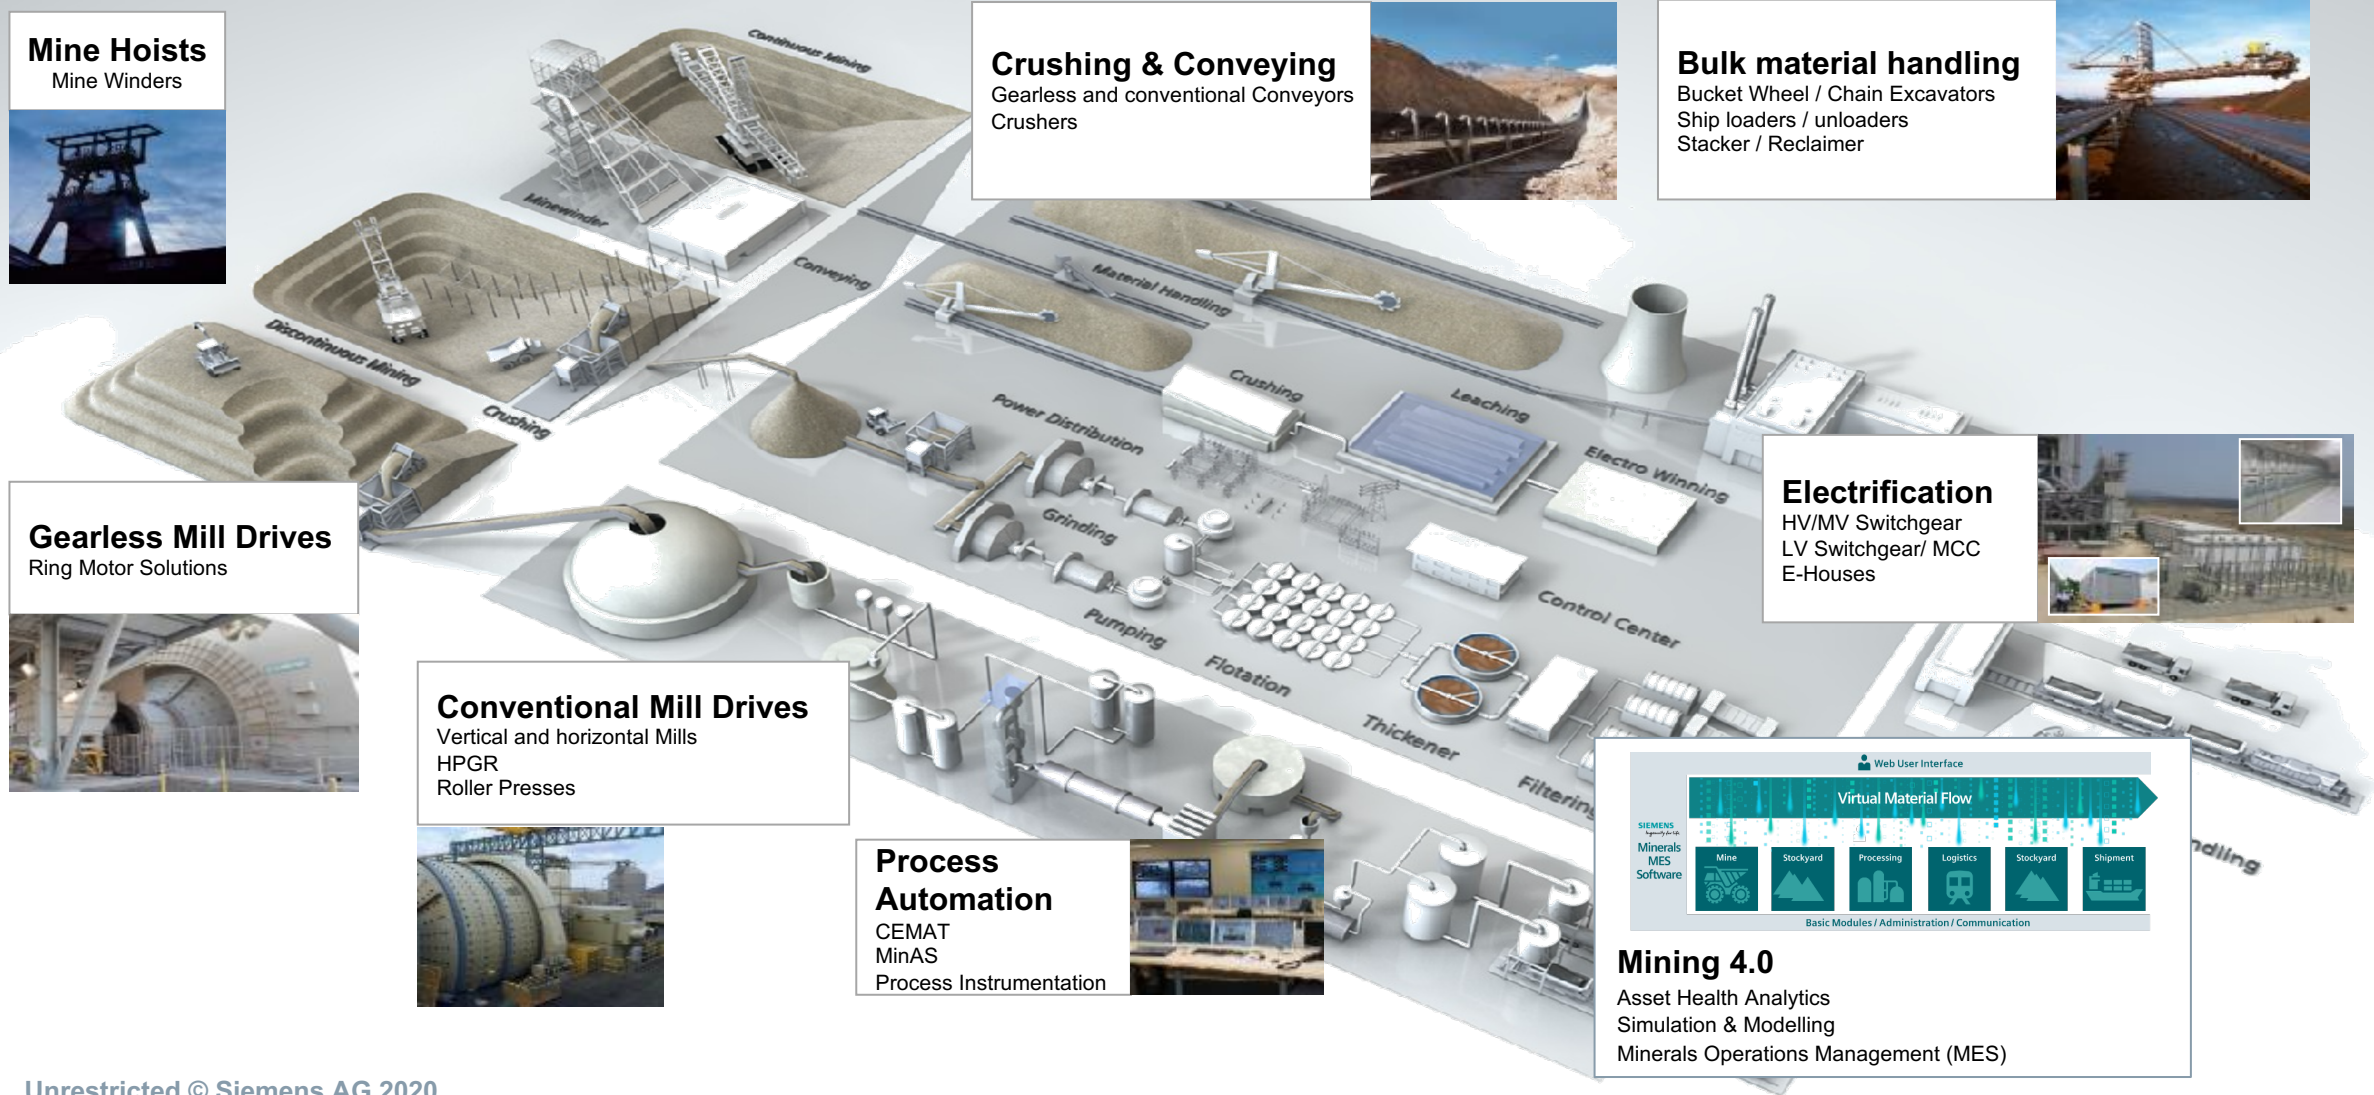 Mine Hoists
Mine Winders
Continuous Mining
Crushing & Conveying
Gearless and conventional Conveyors
Crushers
Bulk material handling
Bucket Wheel / Chain Excavators
Ship loaders / unloaders
Stacker / Reclaimer
Minewinder
Conveying
Material Handling
Discontinuous Mining
Crushing
Power Distribution
Crushing
Leaching
Electro Winning
Grinding
Pumping
Flotation
Control Center
Thickener
Filtering
Gearless Mill Drives
Ring Motor Solutions
Electrification
HV/MV Switchgear
LV Switchgear/ MCC
E-Houses
Conventional Mill Drives
Vertical and horizontal Mills
HPGR
Roller Presses
Process
Automation
CEMAT
MinAS
Process Instrumentation
Web User Interface
Virtual Material Flow
SIEMENS
Ingenuity for life
Minerals
MES
Software
Mine
Stockyard
Processing
Logistics
Stockyard
Shipment
Basic Modules / Administration / Communication
ndling
Mining 4.0
Asset Health Analytics
Simulation & Modelling
Minerals Operations Management (MES)
Unrestricted © Siemens AG 2020